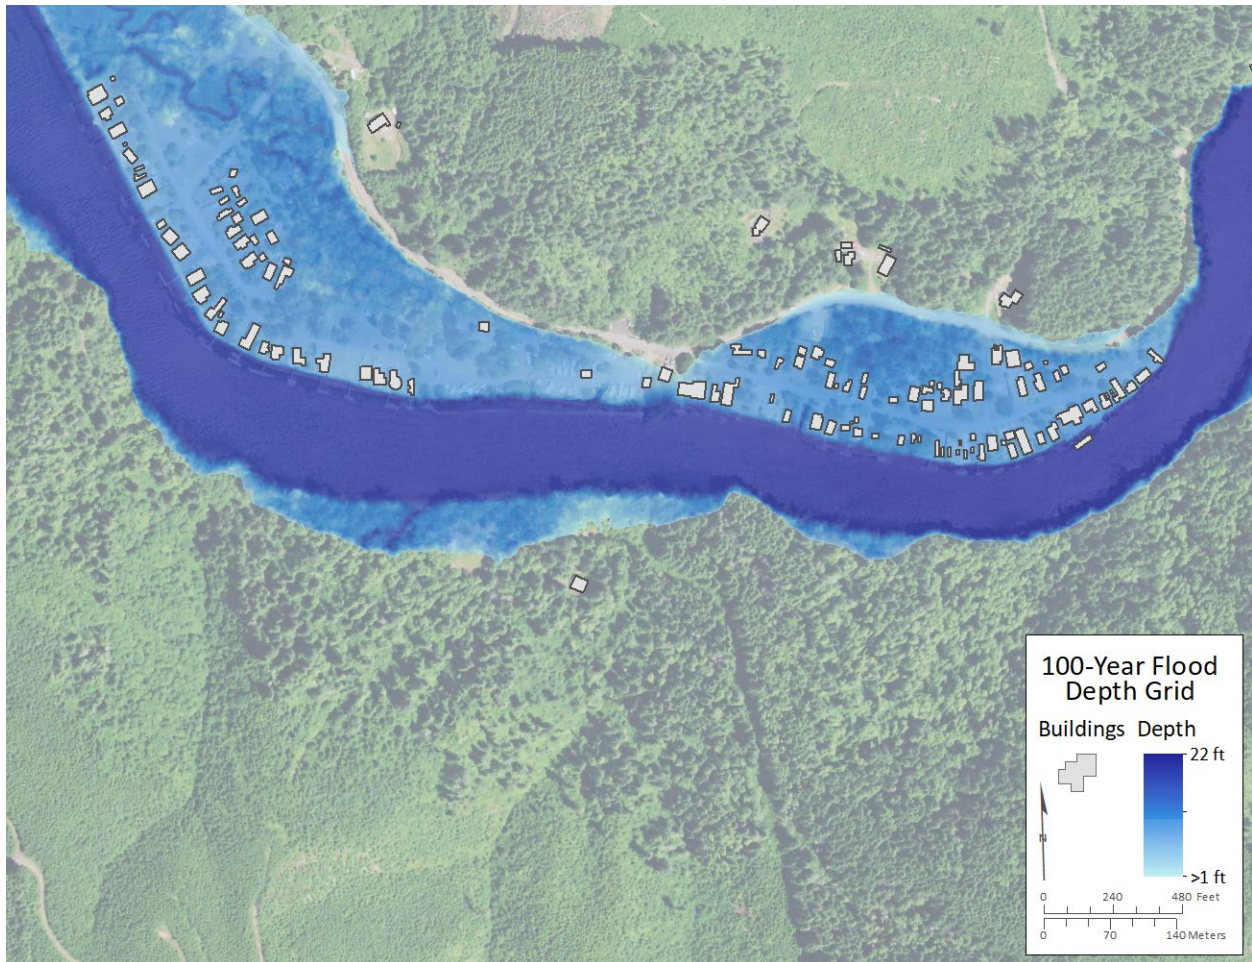 100-Year Flood
Depth Grid
Buildings Depth
22 ft
>1 ft
N
0 240 480 Feet
0 70 140 Meters